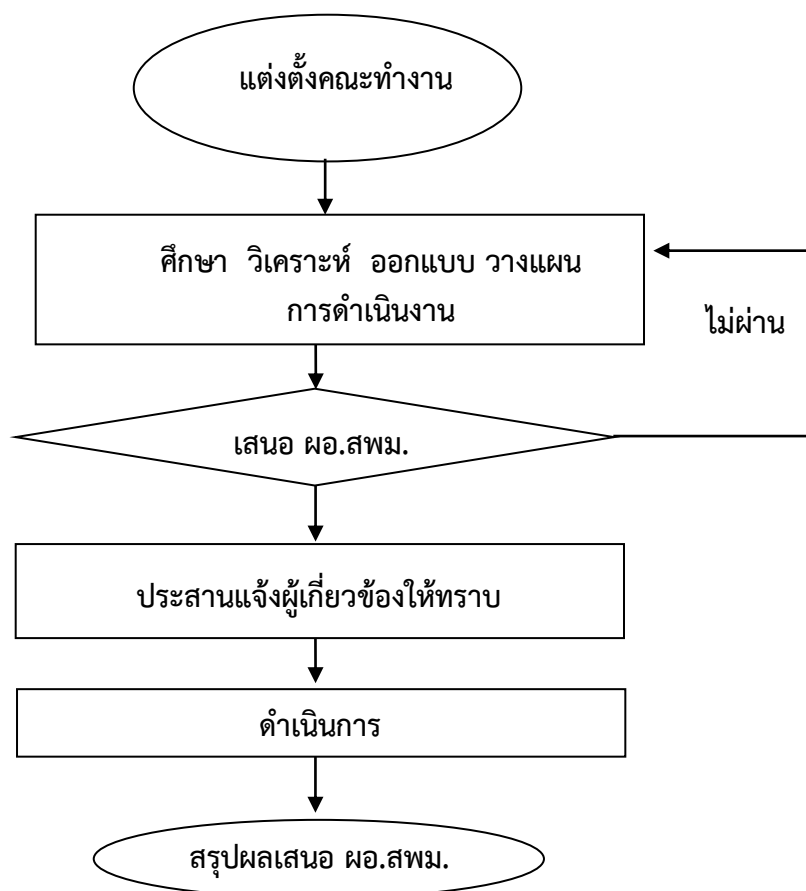 แต่งตั้งคณะทำงาน
ศึกษา วิเคราะห์ ออกแบบ วางแผน
การดำเนินงาน
ไม่ผ่าน
เสนอ ผอ.สพม.
ประสานแจ้งผู้เกี่ยวข้องให้ทราบ
ดำเนินการ
สรุปผลเสนอ ผอ.สพม.